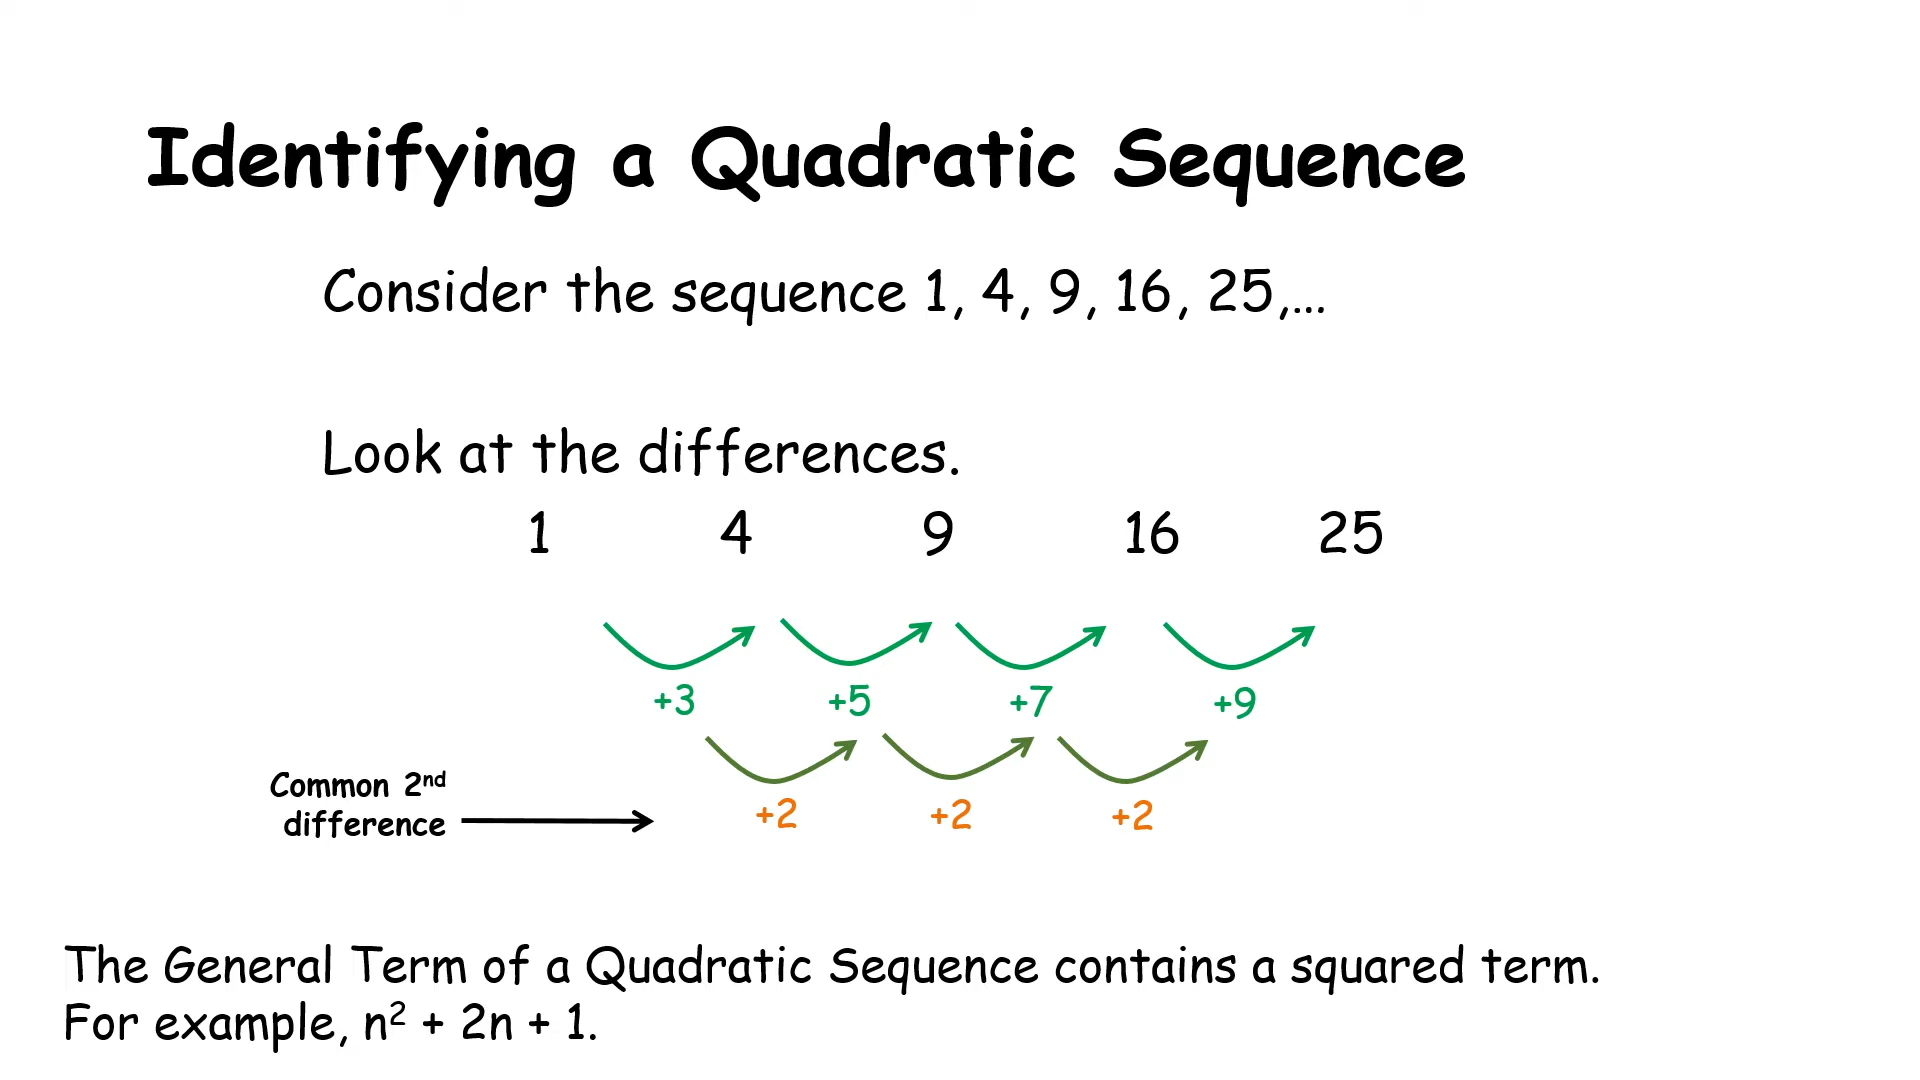 Identifying a Quadratic Sequence
Consider the sequence 1, 4, 9, 16, 25,...
Look at the differences.
1 4 9 16 25
+3 +5 +7 +9
Common 2nd
difference
+2 +2 +2
The General Term of a Quadratic Sequence contains a squared term.
For example, n² + 2n + 1.